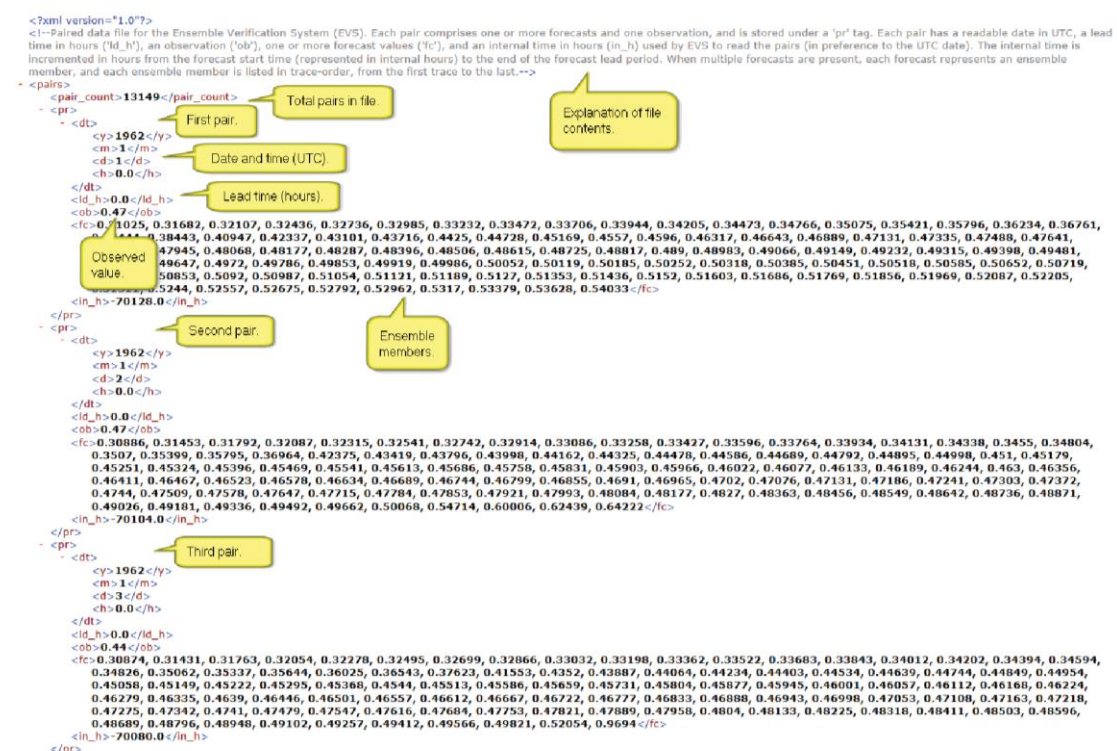 <?xml version="1.0"?>
<!--Paired data file for the Ensemble Verification System (EVS). Each pair comprises one or more forecasts and one observation, and is stored under a 'pr' tag. Each pair has a readable date in UTC, a lead
time in hours ('ld_h'), an observation ('ob'), one or more forecast values ('fc'), and an internal time in hours (in_h) used by EVS to read the pairs (in preference to the UTC date). The internal time is
incremented in hours from the forecast start time (represented in internal hours) to the end of the forecast lead period. When multiple forecasts are present, each forecast represents an ensemble
member, and each ensemble member is listed in trace-order, from the first trace to the last.-->
- <pairs>
<pair_count>13149</pair_count>
Total pairs in file.
Explanation of file
contents.
- <pr>
First pair.
- <dt>
<y>1962</y>
<m>1</m>
<d>1</d>
Date and time (UTC).
<h>0.0</h>
</dt>
<ld_h>0.0</ld_h>
Lead time (hours).
<ob>0.47</ob>
<fc>0.31025, 0.31682, 0.32107, 0.32436, 0.32736, 0.32985, 0.33232, 0.33472, 0.33706, 0.33944, 0.34205, 0.34473, 0.34766, 0.35075, 0.35421, 0.35796, 0.36234, 0.36761,
0.38443, 0.40947, 0.42337, 0.43101, 0.43716, 0.4425, 0.44728, 0.45169, 0.4557, 0.4596, 0.46317, 0.46643, 0.46889, 0.47131, 0.47335, 0.47488, 0.47641,
47945, 0.48068, 0.48177, 0.48287, 0.48396, 0.48506, 0.48615, 0.48725, 0.48817, 0.489, 0.48983, 0.49066, 0.49149, 0.49232, 0.49315, 0.49398, 0.49481,
49647, 0.4972, 0.49786, 0.49853, 0.49919, 0.49986, 0.50052, 0.50119, 0.50185, 0.50252, 0.50318, 0.50385, 0.50451, 0.50518, 0.50585, 0.50652, 0.50719,
50853, 0.5092, 0.50987, 0.51054, 0.51121, 0.51189, 0.5127, 0.51353, 0.51436, 0.5152, 0.51603, 0.51686, 0.51769, 0.51856, 0.51969, 0.52087, 0.52205,
0.5244, 0.52557, 0.52675, 0.52792, 0.52962, 0.5317, 0.53379, 0.53628, 0.54033</fc>
Observed
value.
<in_h>-70128.0</in_h>
</pr>
Ensemble
members.
- <pr>
Second pair.
- <dt>
<y>1962</y>
<m>1</m>
<d>2</d>
<h>0.0</h>
</dt>
<ld_h>0.0</ld_h>
<ob>0.47</ob>
<fc>0.30886, 0.31453, 0.31792, 0.32087, 0.32315, 0.32541, 0.32742, 0.32914, 0.33086, 0.33258, 0.33427, 0.33596, 0.33764, 0.33934, 0.34131, 0.34338, 0.3455, 0.34804,
0.3507, 0.35399, 0.35795, 0.36964, 0.42375, 0.43419, 0.43796, 0.43998, 0.44162, 0.44325, 0.44478, 0.44586, 0.44689, 0.44792, 0.44895, 0.44998, 0.451, 0.45179,
0.45251, 0.45324, 0.45396, 0.45469, 0.45541, 0.45613, 0.45686, 0.45758, 0.45831, 0.45903, 0.45966, 0.46022, 0.46077, 0.46133, 0.46189, 0.46244, 0.463, 0.46356,
0.46411, 0.46467, 0.46523, 0.46578, 0.46634, 0.46689, 0.46744, 0.46799, 0.46855, 0.4691, 0.46965, 0.4702, 0.47076, 0.47131, 0.47186, 0.47241, 0.47303, 0.47372,
0.4744, 0.47509, 0.47578, 0.47647, 0.47715, 0.47784, 0.47853, 0.47921, 0.47993, 0.48084, 0.48177, 0.4827, 0.48363, 0.48456, 0.48549, 0.48642, 0.48736, 0.48871,
0.49026, 0.49181, 0.49336, 0.49492, 0.49662, 0.50068, 0.54714, 0.60006, 0.62439, 0.64222</fc>
<in_h>-70104.0</in_h>
</pr>
- <pr>
Third pair.
- <dt>
<y>1962</y>
<m>1</m>
<d>3</d>
<h>0.0</h>
</dt>
<ld_h>0.0</ld_h>
<ob>0.44</ob>
<fc>0.30874, 0.31431, 0.31763, 0.32054, 0.32278, 0.32495, 0.32699, 0.32866, 0.33032, 0.33198, 0.33362, 0.33522, 0.33683, 0.33843, 0.34012, 0.34202, 0.34394, 0.34594,
0.34826, 0.35062, 0.35337, 0.35644, 0.36025, 0.36543, 0.37623, 0.41553, 0.4352, 0.43887, 0.44064, 0.44234, 0.44403, 0.44534, 0.44639, 0.44744, 0.44849, 0.44954,
0.45058, 0.45149, 0.45222, 0.45295, 0.45368, 0.4544, 0.45513, 0.45586, 0.45659, 0.45731, 0.45804, 0.45877, 0.45945, 0.46001, 0.46057, 0.46112, 0.46168, 0.46224,
0.46279, 0.46335, 0.4639, 0.46446, 0.46501, 0.46557, 0.46612, 0.46667, 0.46722, 0.46777, 0.46833, 0.46888, 0.46943, 0.46998, 0.47053, 0.47108, 0.47163, 0.47218,
0.47275, 0.47342, 0.4741, 0.47479, 0.47547, 0.47616, 0.47684, 0.47753, 0.47821, 0.47889, 0.47958, 0.4804, 0.48133, 0.48225, 0.48318, 0.48411, 0.48503, 0.48596,
0.48689, 0.48796, 0.48948, 0.49102, 0.49257, 0.49412, 0.49566, 0.49821, 0.52054, 0.9694</fc>
<in_h>-70080.0</in_h>
</pr>